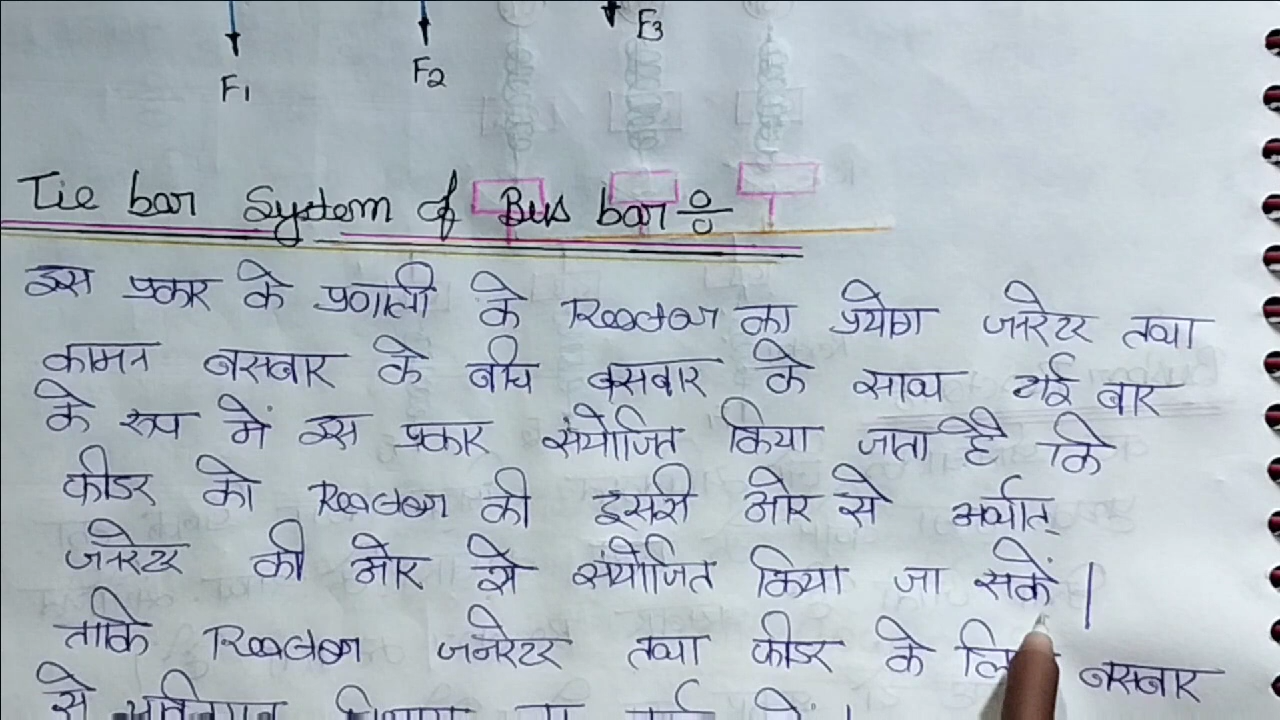 F1 F2 F3
Tie bar System of Bus bar÷
इस प्रकार के प्रणाली के Reactor का प्रयोग जनरेटर तथा
कामन बसबार के बीच बसबार के साथ टाई बार
के रूप में इस प्रकार संयोजित किया जाता है कि
फीडर को Reactor की दूसरी ओर से अर्थात्
जनरेटर की ओर से संयोजित किया जा सकें|
ताकि Reactor जनरेटर तथा फीडर के बसबार
से